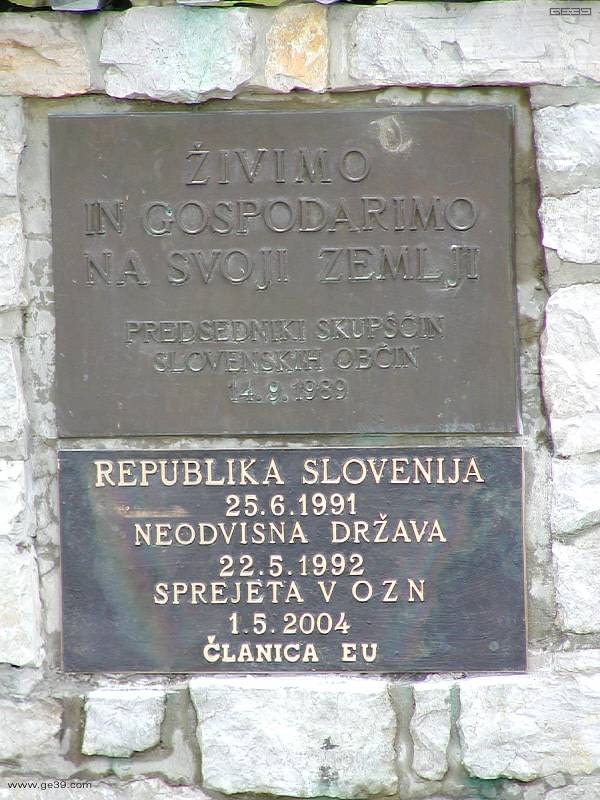 GE39
ŽIVIMO
IN GOSPODARIMO
NA SVOJI ZEMLJI
PREDSEDNIKI SKUPŠČIN
SLOVENSKIH OBČIN
14.9.1989
REPUBLIKA SLOVENIJA
25.6.1991
NEODVISNA DRŽAVA
22.5.1992
SPREJETA V OZN
1.5.2004
ČLANICA EU
www.ge39.com